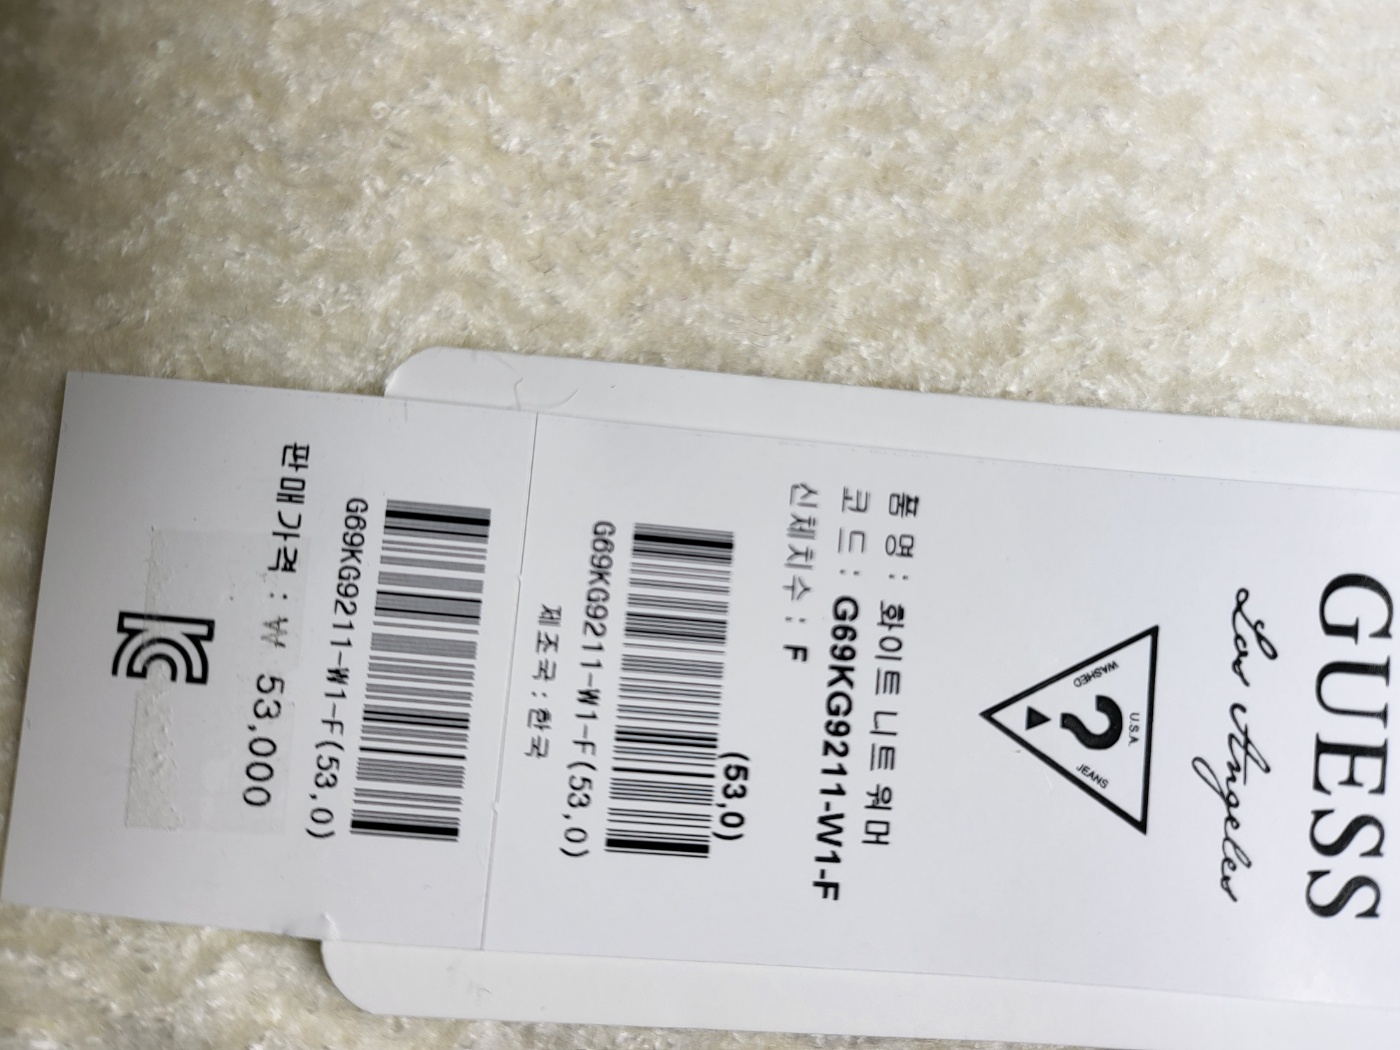 GUESS
Los Angeles
U.S.A.
WASHED
?
JEANS
품 명 : 화이트 니트 워머
코 드 : G69KG9211-W1-F
신체치수 : F
(53,0)
G69KG9211-W1-F(53,0)
제조국:한국
G69KG9211-W1-F(53,0)
판매가격 : ₩ 53,000
KC